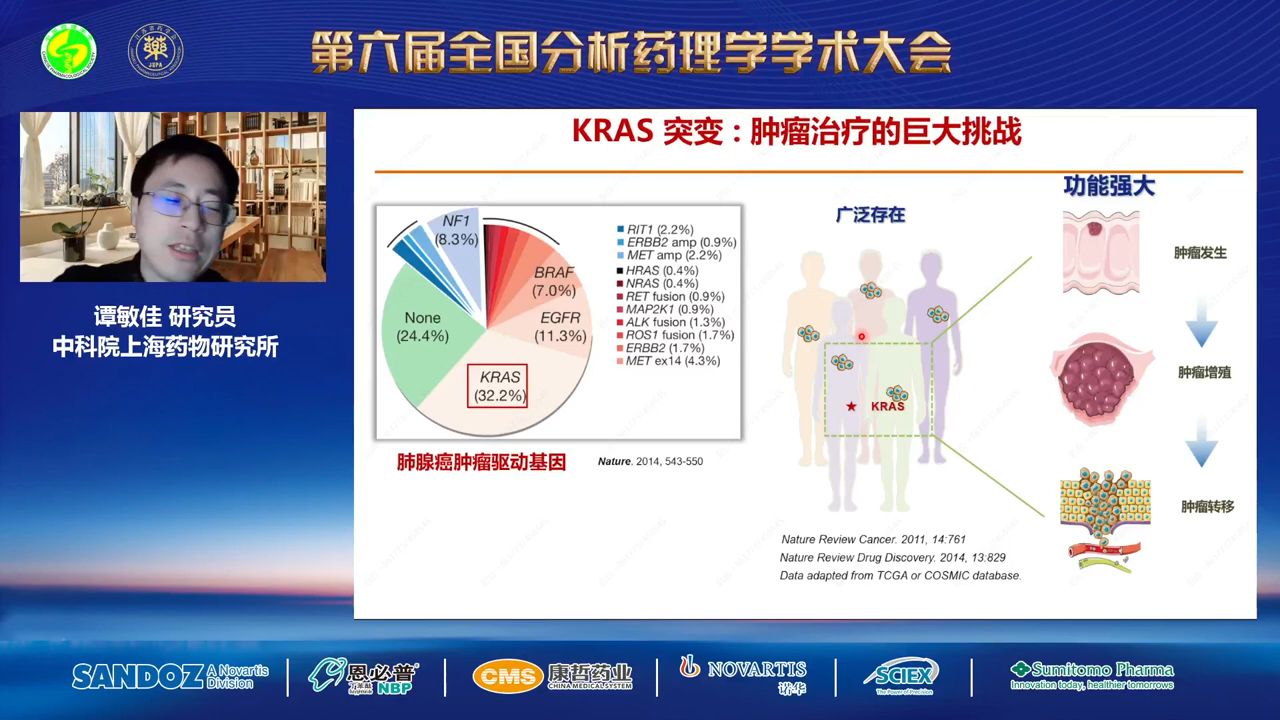 第六届全国分析药理学学术大会
谭敏佳 研究员
中科院上海药物研究所
KRAS 突变：肿瘤治疗的巨大挑战
NF1
(8.3%)
BRAF
(7.0%)
EGFR
(11.3%)
None
(24.4%)
KRAS
(32.2%)
RIT1 (2.2%)
ERBB2 amp (0.9%)
MET amp (2.2%)
HRAS (0.4%)
NRAS (0.4%)
RET fusion (0.9%)
MAP2K1 (0.9%)
ALK fusion (1.3%)
ROS1 fusion (1.7%)
ERBB2 (1.7%)
MET ex14 (4.3%)
肺腺癌肿瘤驱动基因
Nature. 2014, 543-550
广泛存在
KRAS
Nature Review Cancer. 2011, 14:761
Nature Review Drug Discovery. 2014, 13:829
Data adapted from TCGA or COSMIC database.
功能强大
肿瘤发生
肿瘤增殖
肿瘤转移
SANDOZ A Novartis
Division
恩必普
NBP
CMS 康哲药业
CHINA MEDICAL SYSTEM
NOVARTIS
诺华
SCIEX
The Power of Precision
Sumitomo Pharma
Innovation today, healthier tomorrows